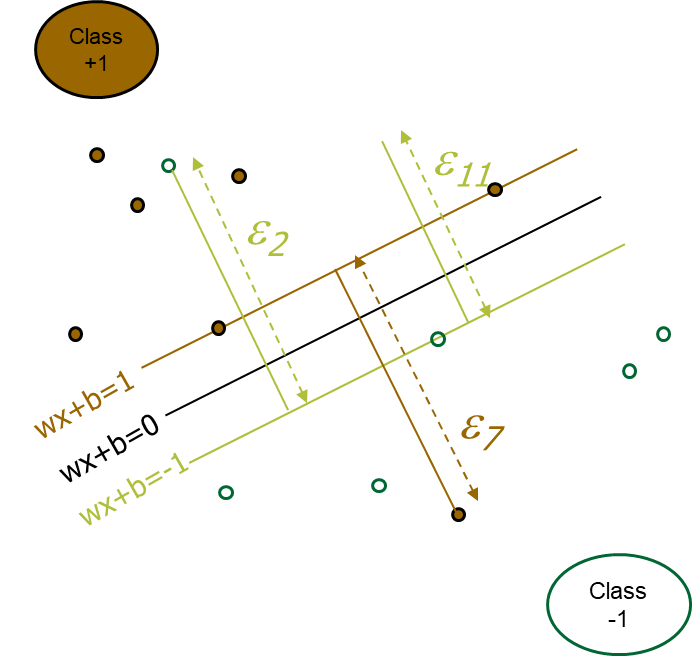 Class
+1
ε11
ε2
wx+b=1
wx+b=0
ε7
wx+b=-1
Class
-1